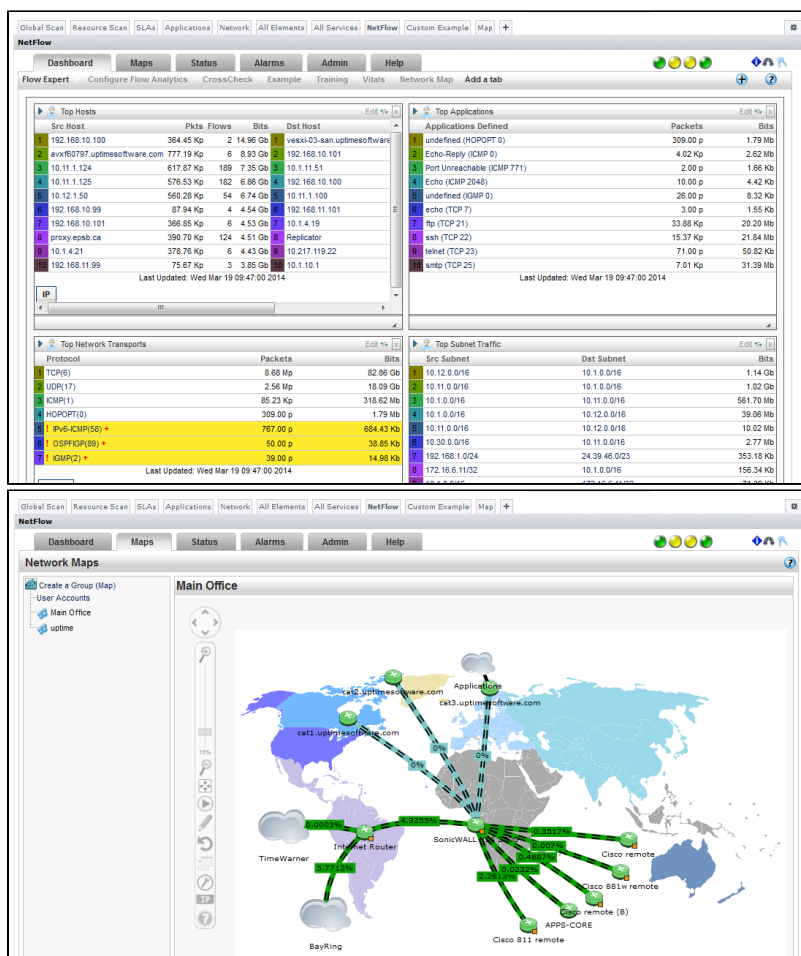 Global Scan Resource Scan SLAs Applications Network All Elements All Services NetFlow Custom Example Map +
NetFlow
Dashboard Maps Status Alarms Admin Help
Flow Expert Configure Flow Analytics CrossCheck Example Training Vitals Network Map Add a tab
Top Hosts Edit
Src Host Pkts Flows Bits Dst Host
1 192.168.10.100 364.45 Kp 2 14.96 Gb 1 vesxi-03-san.uptimesoftware
2 avxf60797.uptimesoftware.com 777.19 Kp 6 8.93 Gb 2 192.168.10.101
3 10.11.1.124 617.87 Kp 189 7.35 Gb 3 10.1.11.51
4 10.11.1.125 576.53 Kp 182 6.86 Gb 4 192.168.10.100
5 10.12.1.50 560.28 Kp 54 6.74 Gb 5 10.11.1.100
6 192.168.10.99 87.94 Kp 4 4.54 Gb 6 192.168.11.101
7 192.168.10.101 366.85 Kp 6 4.53 Gb 7 10.1.4.19
8 proxy.epsb.ca 390.70 Kp 124 4.51 Gb 8 Replicator
9 10.1.4.21 378.76 Kp 6 4.43 Gb 9 10.217.119.22
10 192.168.11.99 75.67 Kp 3 3.85 Gb 10 10.1.10.1
Last Updated: Wed Mar 19 09:47:00 2014
IP
Top Applications Edit
Applications Defined Packets Bits
1 undefined (HOPOPT 0) 309.00 p 1.79 Mb
2 Echo-Reply (ICMP 0) 4.02 Kp 2.62 Mb
3 Port Unreachable (ICMP 771) 2.00 p 1.66 Kb
4 Echo (ICMP 2048) 10.00 p 4.42 Kb
5 undefined (IGMP 0) 26.00 p 8.32 Kb
6 echo (TCP 7) 3.00 p 1.55 Kb
7 ftp (TCP 21) 33.88 Kp 20.20 Mb
8 ssh (TCP 22) 15.37 Kp 21.84 Mb
9 telnet (TCP 23) 71.00 p 50.82 Kb
10 smtp (TCP 25) 7.01 Kp 31.39 Mb
Last Updated: Wed Mar 19 09:47:00 2014
Top Network Transports Edit
Protocol Packets Bits
1 TCP(6) 8.68 Mp 82.86 Gb
2 UDP(17) 2.56 Mp 18.09 Gb
3 ICMP(1) 85.23 Kp 318.62 Mb
4 HOPOPT(0) 309.00 p 1.79 Mb
5 ! IPv6-ICMP(58) + 767.00 p 684.43 Kb
6 ! OSPFIGP(89) + 50.00 p 38.85 Kb
7 ! IGMP(2) + 39.00 p 14.98 Kb
Last Updated: Wed Mar 19 09:47:00 2014
Top Subnet Traffic Edit
Src Subnet Dst Subnet Bits
1 10.12.0.0/16 10.1.0.0/16 1.14 Gb
2 10.11.0.0/16 10.1.0.0/16 1.02 Gb
3 10.1.0.0/16 10.11.0.0/16 561.70 Mb
4 10.1.0.0/16 10.12.0.0/16 39.06 Mb
5 10.11.0.0/16 10.12.0.0/16 10.02 Mb
6 10.30.0.0/16 10.11.0.0/16 2.77 Mb
7 192.168.1.0/24 24.39.46.0/23 353.18 Kb
8 172.16.6.11/32 10.1.0.0/16 156.34 Kb
Global Scan Resource Scan SLAs Applications Network All Elements All Services NetFlow Custom Example Map +
NetFlow
Dashboard Maps Status Alarms Admin Help
Network Maps
Create a Group (Map)
User Accounts
Main Office
uptime
Main Office
15%
IP
cat2.uptimesoftware.com
Applications
cat3.uptimesoftware.com
cat1.uptimesoftware.com
0%
0%
0%
0.0003%
4.3255%
TimeWarner
Internet Router
SonicWALL
5.7712%
BayRing
0.3517%
0.007%
0.4887%
0.0232%
Cisco remote
Cisco 881w remote
Cisco remote (B)
APPS-CORE
Cisco 811 remote